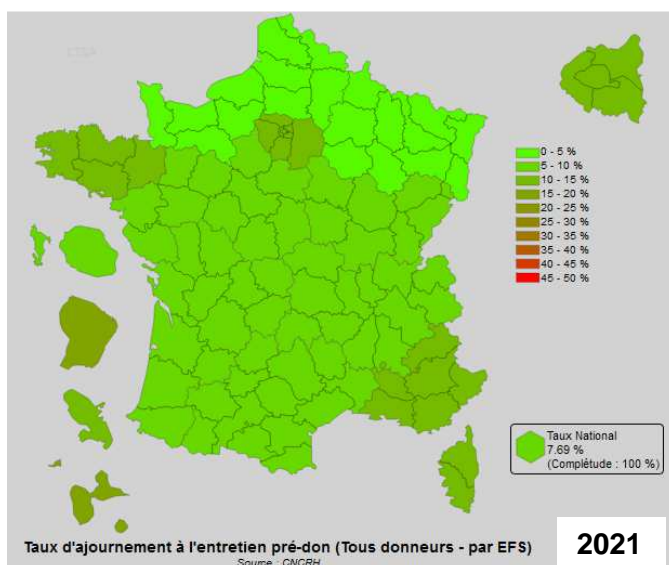 0 - 5 %
5 - 10 %
10 - 15 %
15 - 20 %
20 - 25 %
25 - 30 %
30 - 35 %
35 - 40 %
40 - 45 %
45 - 50 %
Taux National
7.69 %
(Complétude : 100 %)
Taux d'ajournement à l'entretien pré-don (Tous donneurs - par EFS)
Source : CNCRH
2021